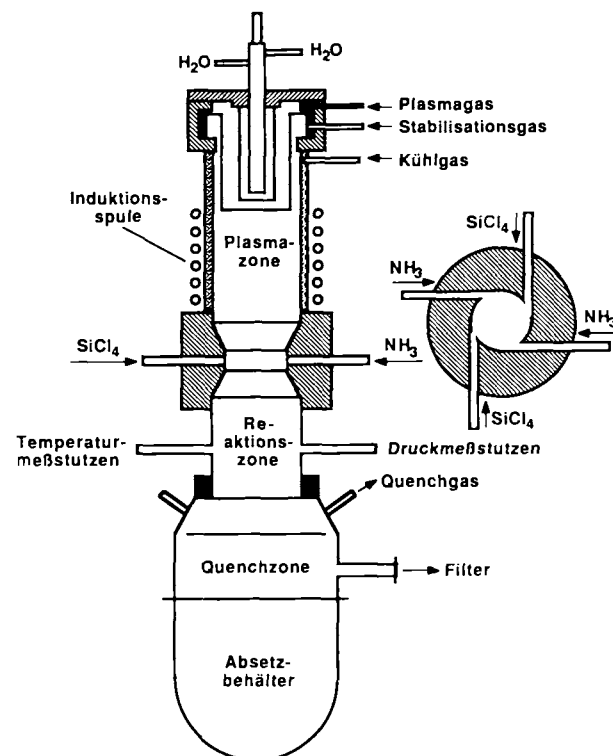 H2O
H2O
Plasmagas
Stabilisationsgas
Kühlgas
Induktions-
spule
Plasma-
zone
SiCl4
NH3
NH3
SiCl4
SiCl4
NH3
Re-
aktions-
zone
Temperatur-
meßstutzen
Druckmeßstutzen
Quenchgas
Quenchzone
Filter
Absetz-
behälter